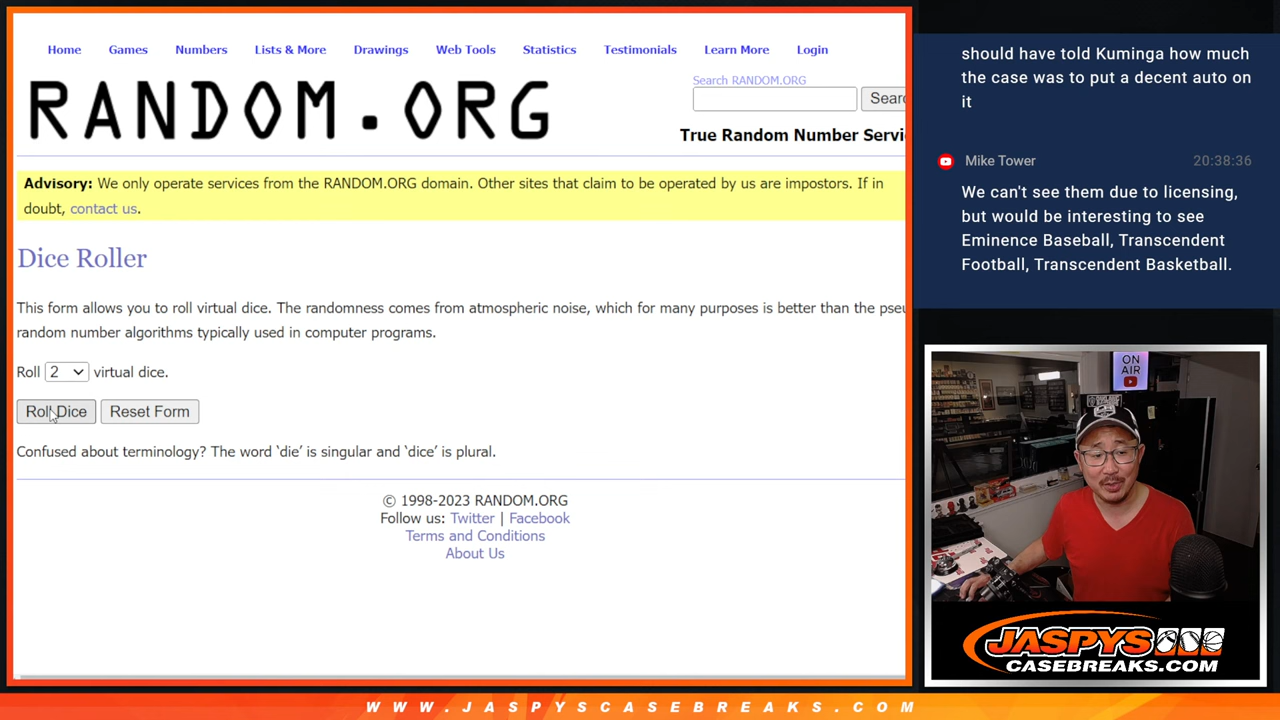 Home Games Numbers Lists & More Drawings Web Tools Statistics Testimonials Learn More Login
RANDOM.ORG
Search RANDOM.ORG
Searc
True Random Number Servi
Advisory: We only operate services from the RANDOM.ORG domain. Other sites that claim to be operated by us are impostors. If in
doubt, contact us.
Dice Roller
This form allows you to roll virtual dice. The randomness comes from atmospheric noise, which for many purposes is better than the pseu
random number algorithms typically used in computer programs.
Roll 2 virtual dice.
Roll Dice Reset Form
Confused about terminology? The word ‘die’ is singular and ‘dice’ is plural.
© 1998-2023 RANDOM.ORG
Follow us: Twitter | Facebook
Terms and Conditions
About Us
should have told Kuminga how much
the case was to put a decent auto on
it
Mike Tower 20:38:36
We can't see them due to licensing,
but would be interesting to see
Eminence Baseball, Transcendent
Football, Transcendent Basketball.
ON
AIR
JASPYS
CASEBREAKS.COM
WWW.JASPYSCASEBREAKS.COM